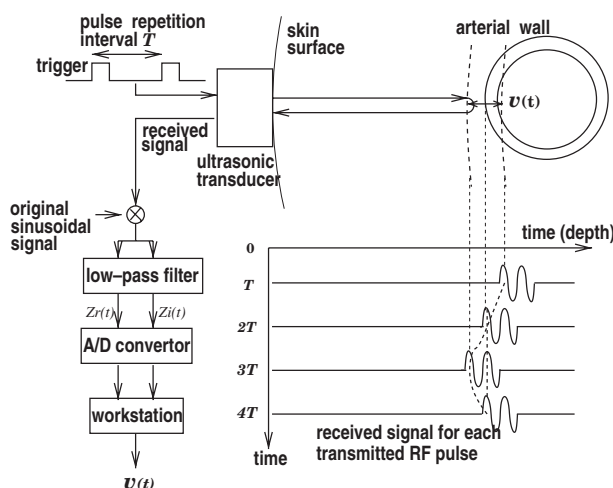 pulse repetition
interval T
trigger
skin
surface
arterial wall
v(t)
received
signal
ultrasonic
transducer
original
sinusoidal
signal
low–pass filter
Zr(t) Zi(t)
A/D convertor
workstation
v(t)
time (depth)
0
T
2T
3T
4T
time
received signal for each
transmitted RF pulse